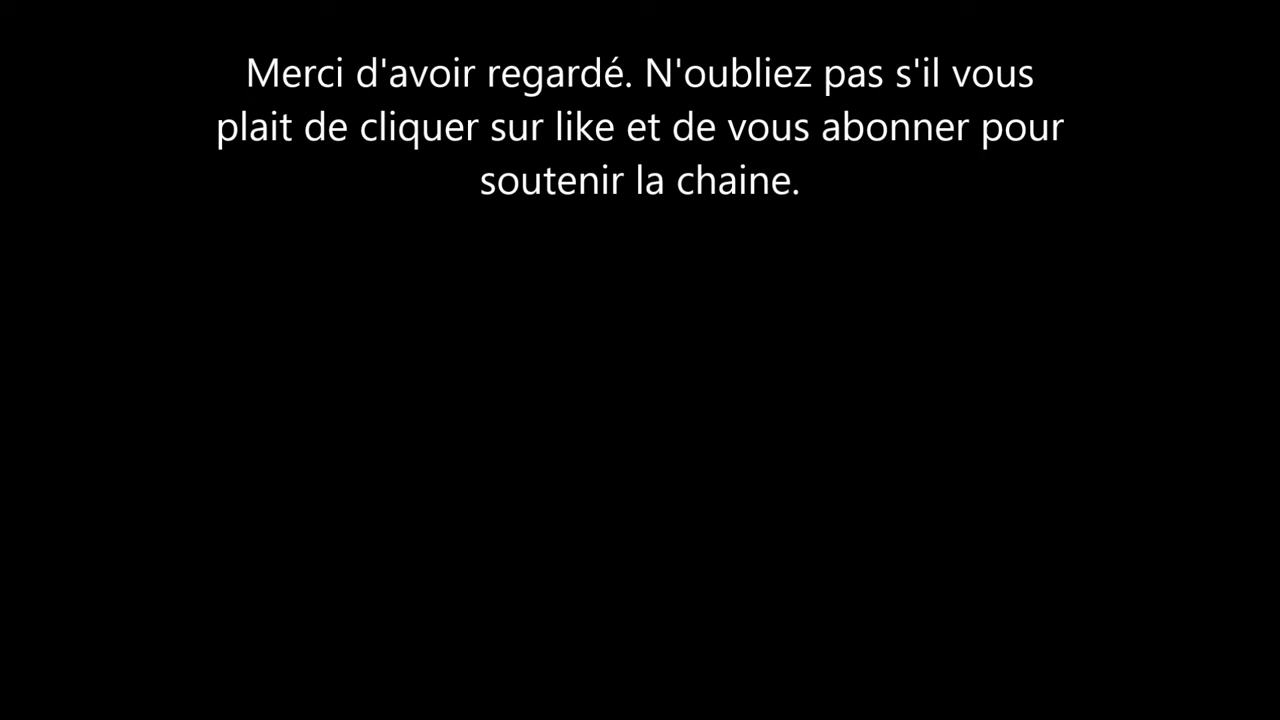 Merci d'avoir regardé. N'oubliez pas s'il vous
plait de cliquer sur like et de vous abonner pour
soutenir la chaine.